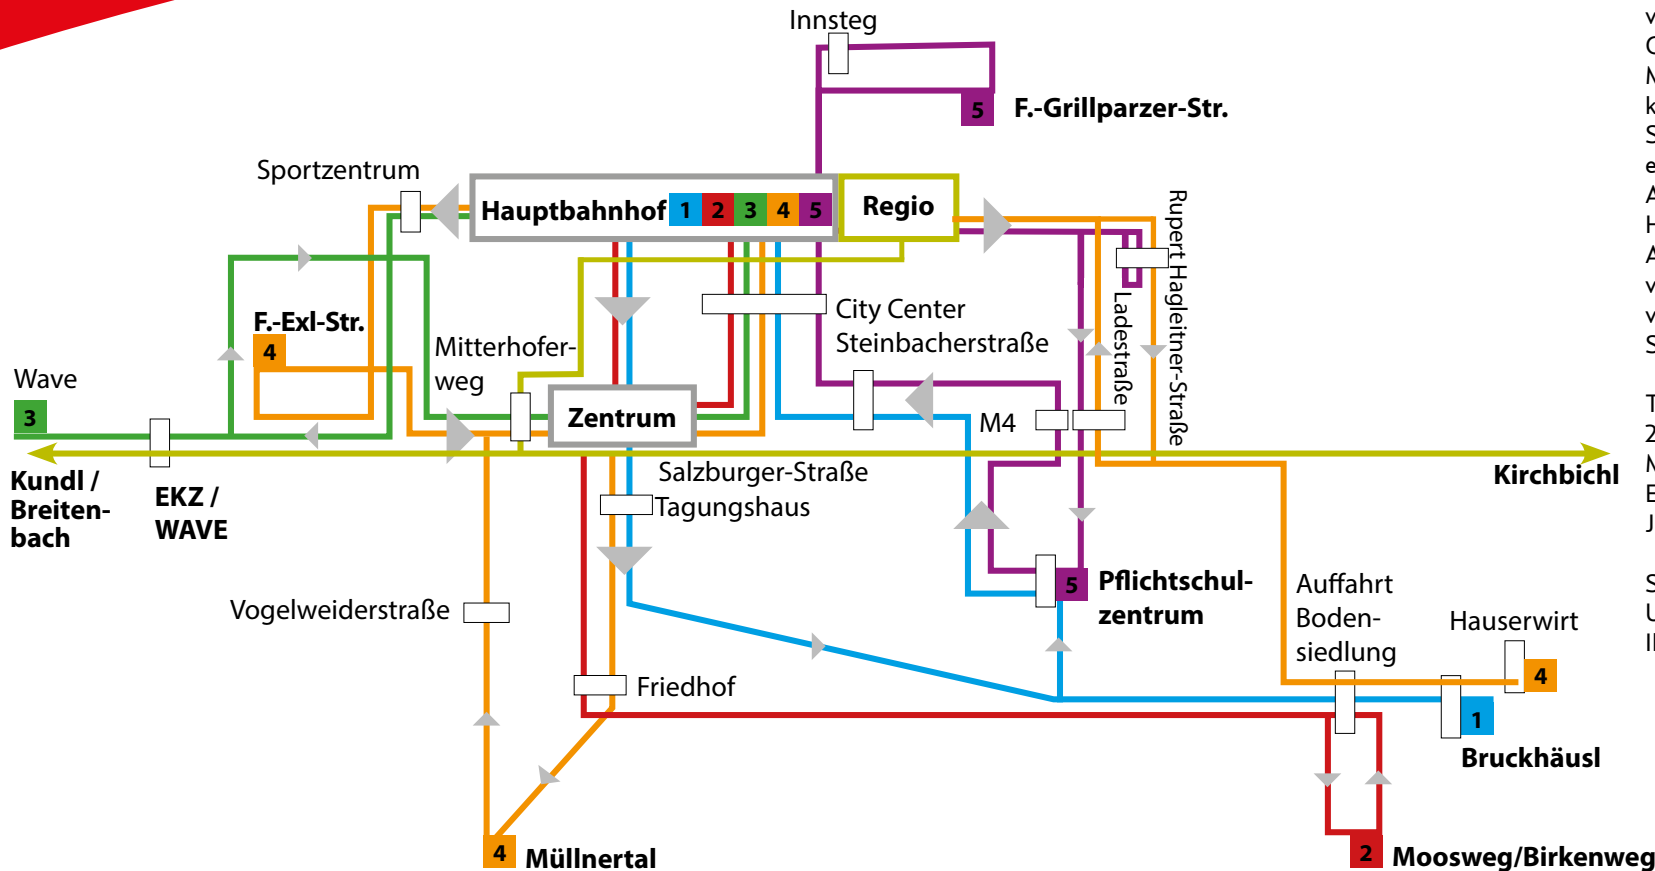 Innsteg
5 F.-Grillparzer-Str.
Sportzentrum
Hauptbahnhof 1 2 3 4 5
Regio
Rupert Hagleitner-Straße
Ladestraße
City Center
Steinbacherstraße
F.-Exl-Str.
4
Mitterhofer-
weg
Wave
3
Zentrum
M4
Kundl /
Breiten-
bach
EKZ /
WAVE
Salzburger-Straße
Tagungshaus
Kirchbichl
5 Pflichtschul-
zentrum
Vogelweiderstraße
Auffahrt
Boden-
siedlung
Hauserwirt
4
Friedhof
1
Bruckhäusl
4 Müllnertal
2 Moosweg/Birkenweg